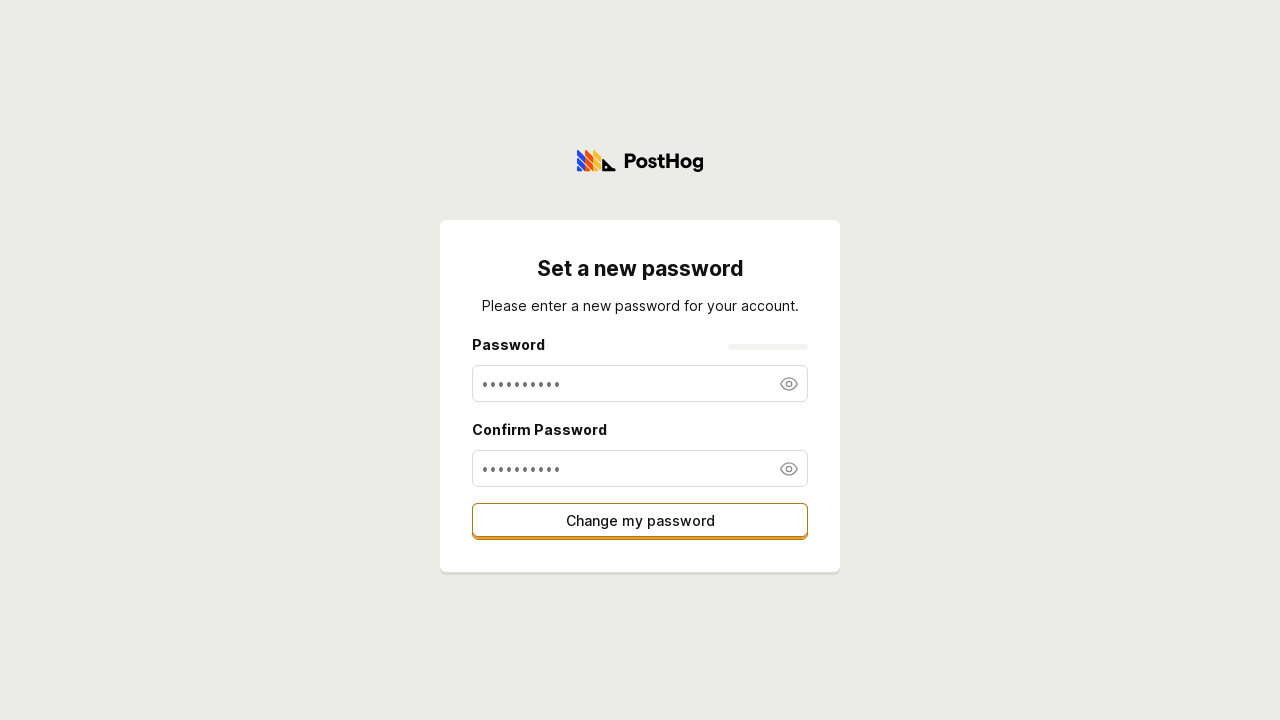 PostHog
Set a new password
Please enter a new password for your account.
Password
••••••••••
Confirm Password
••••••••••
Change my password